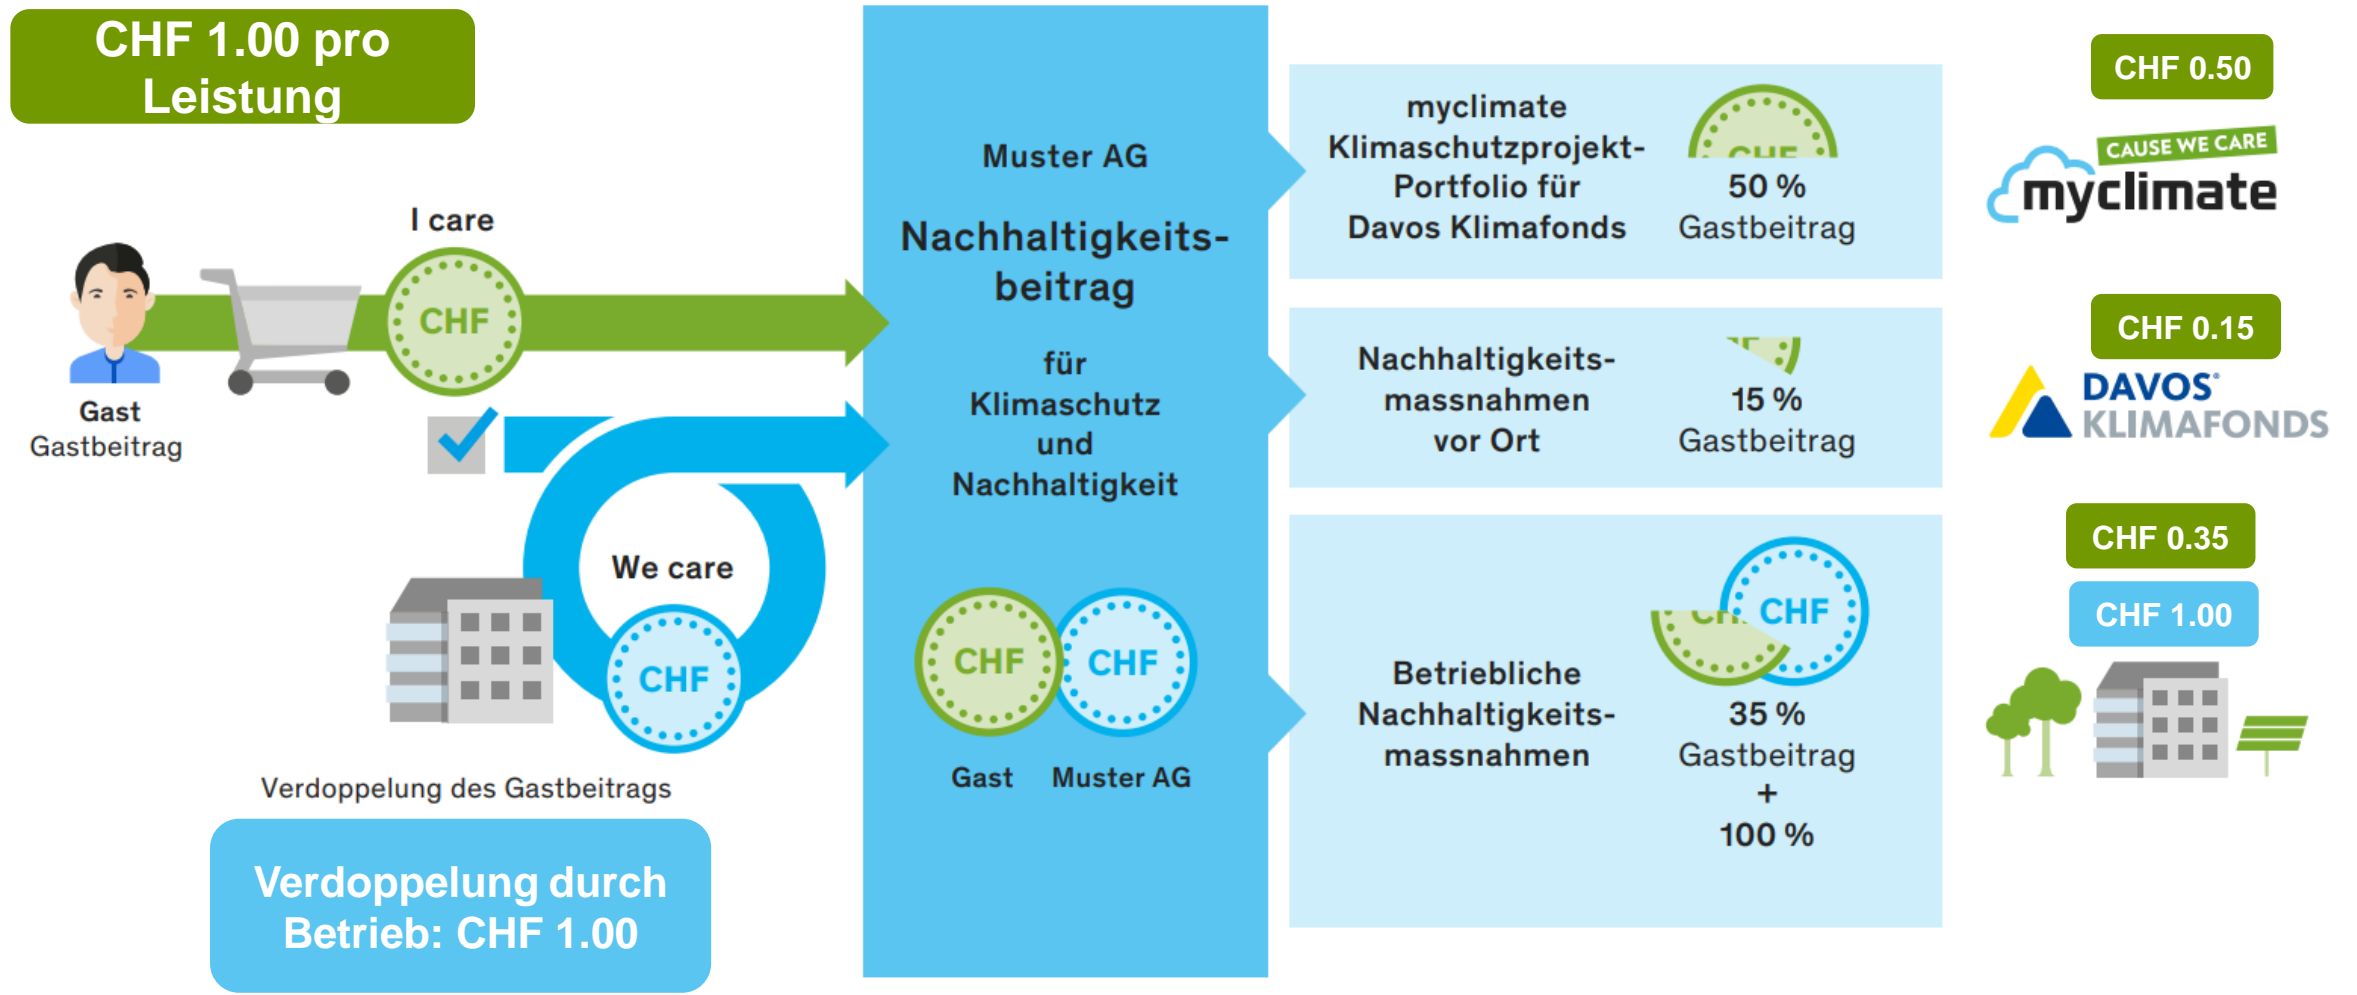 CHF 1.00 pro
Leistung
I care
CHF
Gast
Gastbeitrag
We care
CHF
Verdoppelung des Gastbeitrags
Verdoppelung durch
Betrieb: CHF 1.00
Muster AG
Nachhaltigkeits-
beitrag
für
Klimaschutz
und
Nachhaltigkeit
CHF
CHF
Gast
Muster AG
myclimate
Klimaschutzprojekt-
Portfolio für
Davos Klimafonds
CHF
50 %
Gastbeitrag
CHF 0.50
CAUSE WE CARE
myclimate
Nachhaltigkeits-
massnahmen
vor Ort
15 %
Gastbeitrag
CHF 0.15
DAVOS
KLIMAFONDS
Betriebliche
Nachhaltigkeits-
massnahmen
CHF
35 %
Gastbeitrag
+
100 %
CHF 0.35
CHF 1.00